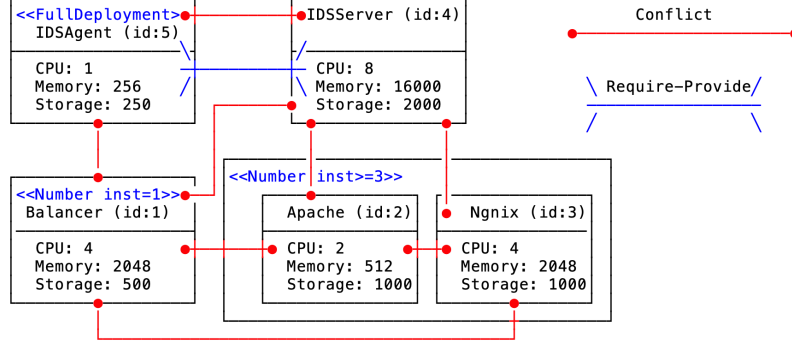 <<FullDeployment>
IDSAgent (id:5)
CPU: 1
Memory: 256
Storage: 250
IDSServer (id:4)
CPU: 8
Memory: 16000
Storage: 2000
Conflict
Require-Provide
<<Number inst=1>>
Balancer (id:1)
CPU: 4
Memory: 2048
Storage: 500
<<Number inst>=3>>
Apache (id:2)
CPU: 2
Memory: 512
Storage: 1000
Ngnix (id:3)
CPU: 4
Memory: 2048
Storage: 1000